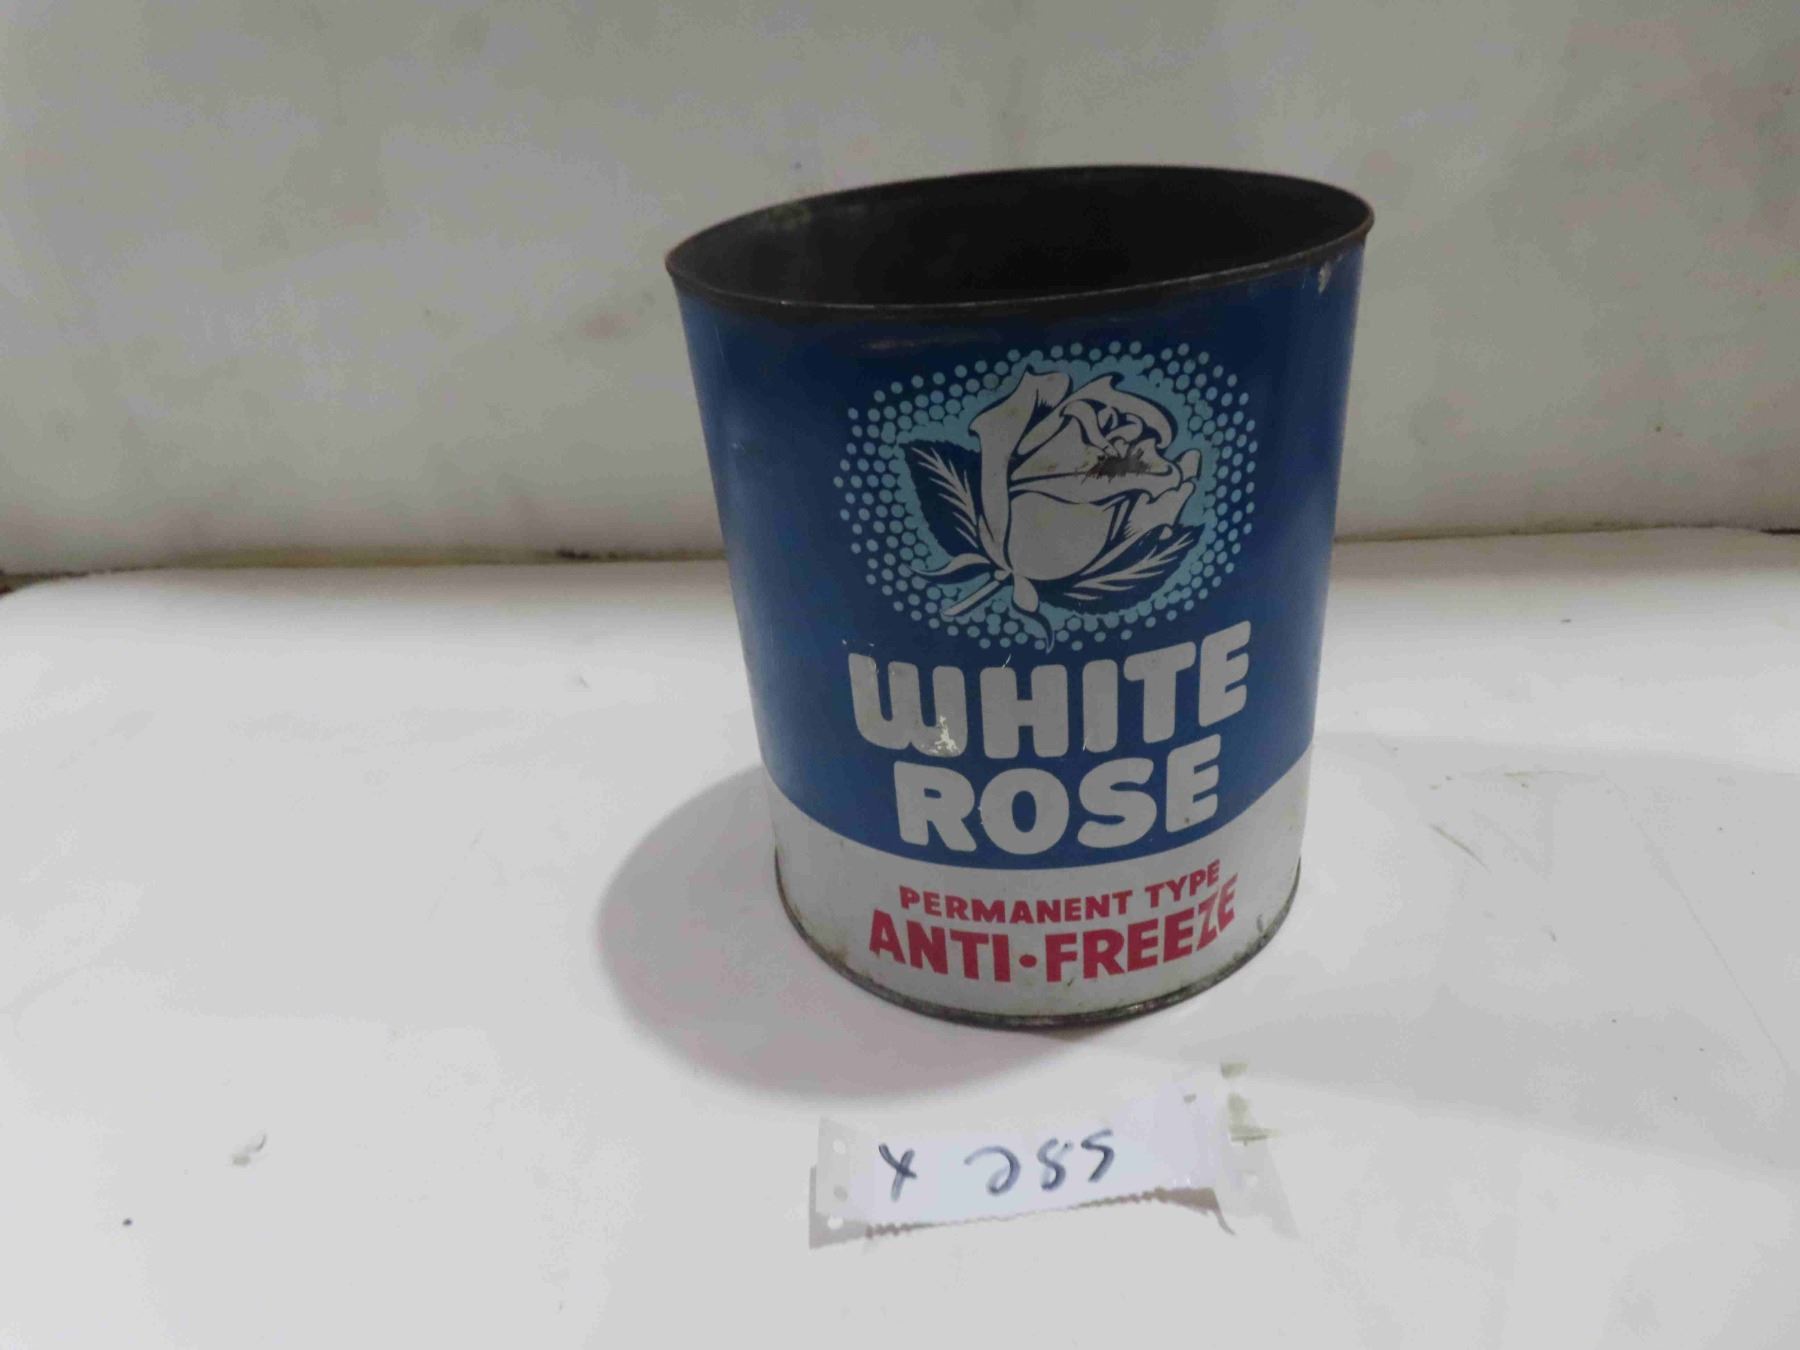 WHITE
ROSE
PERMANENT TYPE
ANTI·FREEZE
X 285